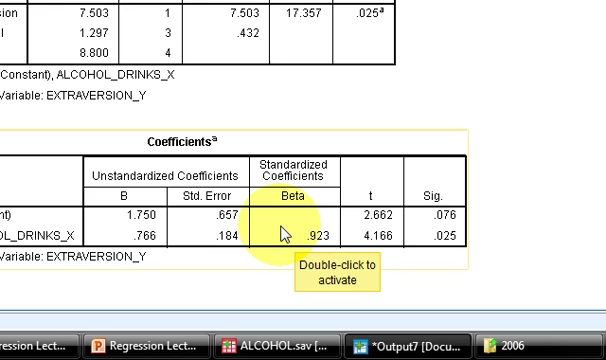 sion 7.503 1 7.503 17.357 .025a
l 1.297 3 .432
8.800 4
Constant), ALCOHOL_DRINKS_X
Variable: EXTRAVERSION_Y
Coefficientsa
Unstandardized Coefficients Standardized Coefficients
B Std. Error Beta t Sig.
nt) 1.750 .657 2.662 .076
OL_DRINKS_X .766 .184 .923 4.166 .025
Variable: EXTRAVERSION_Y
Double-click to
activate
ression Lect... Regression Lect... ALCOHOL.sav [... *Output7 [Docu... 2006